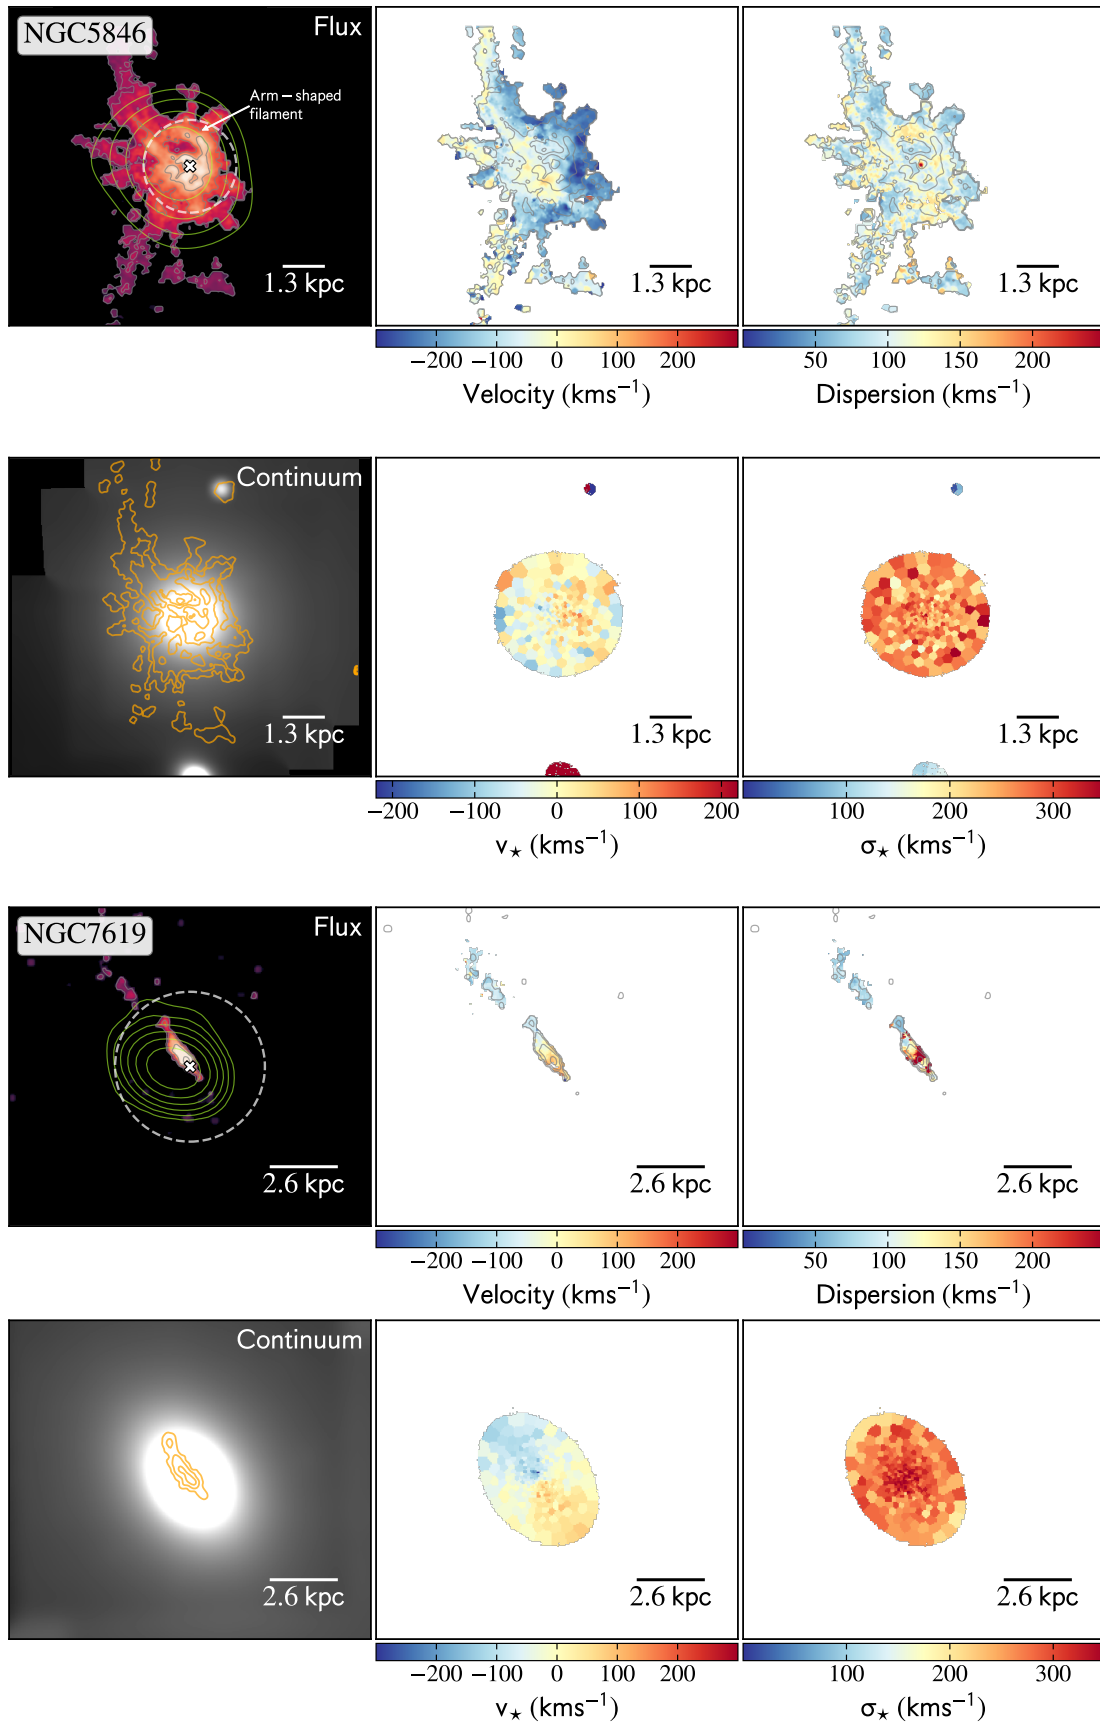 NGC5846
Flux
Arm – shaped
filament
1.3 kpc
1.3 kpc
1.3 kpc
−200 −100 0 100 200
50 100 150 200
Velocity (kms⁻¹)
Dispersion (kms⁻¹)
Continuum
1.3 kpc
1.3 kpc
1.3 kpc
−200 −100 0 100 200
100 200 300
v⋆ (kms⁻¹)
σ⋆ (kms⁻¹)
NGC7619
Flux
2.6 kpc
2.6 kpc
2.6 kpc
−200 −100 0 100 200
50 100 150 200
Velocity (kms⁻¹)
Dispersion (kms⁻¹)
Continuum
2.6 kpc
2.6 kpc
2.6 kpc
−200 −100 0 100 200
100 200 300
v⋆ (kms⁻¹)
σ⋆ (kms⁻¹)